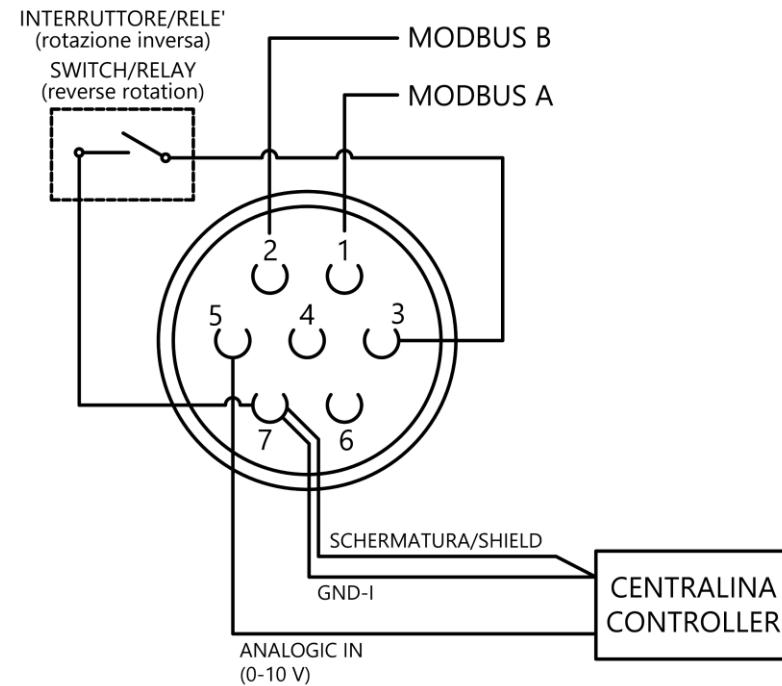 INTERRUTTORE/RELE'
(rotazione inversa)
SWITCH/RELAY
(reverse rotation)
MODBUS B
MODBUS A
2
1
5
4
3
7
6
SCHERMATURA/SHIELD
GND-I
CENTRALINA
CONTROLLER
ANALOGIC IN
(0-10 V)